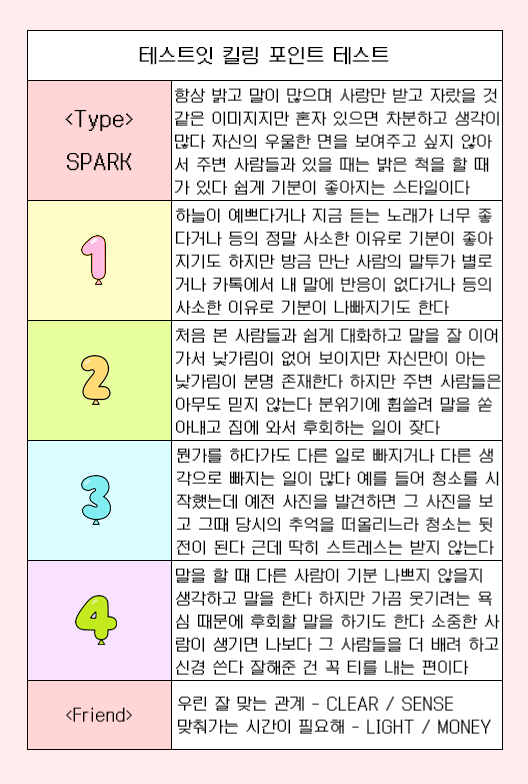 테스트잇 킬링 포인트 테스트
<Type>
SPARK
항상 밝고 말이 많으며 사랑만 받고 자랐을 것
같은 이미지지만 혼자 있으면 차분하고 생각이
많다 자신의 우울한 면을 보여주고 싶지 않아
서 주변 사람들과 있을 때는 밝은 척을 할 때
가 있다 쉽게 기분이 좋아지는 스타일이다
1
하늘이 예쁘다거나 지금 듣는 노래가 너무 좋
다거나 등의 정말 사소한 이유로 기분이 좋아
지기도 하지만 방금 만난 사람의 말투가 별로
거나 카톡에서 내 말에 반응이 없다거나 등의
사소한 이유로 기분이 나빠지기도 한다
2
처음 본 사람들과 쉽게 대화하고 말을 잘 이어
가서 낯가림이 없어 보이지만 자신만이 아는
낯가림이 분명 존재한다 하지만 주변 사람들은
아무도 믿지 않는다 분위기에 휩쓸려 말을 쏟
아내고 집에 와서 후회하는 일이 잦다
3
뭔가를 하다가도 다른 일로 빠지거나 다른 생
각으로 빠지는 일이 많다 예를 들어 청소를 시
작했는데 예전 사진을 발견하면 그 사진을 보
고 그때 당시의 추억을 떠올리느라 청소는 뒷
전이 된다 근데 딱히 스트레스는 받지 않는다
4
말을 할 때 다른 사람이 기분 나쁘지 않을지
생각하고 말을 한다 하지만 가끔 웃기려는 욕
심 때문에 후회할 말을 하기도 한다 소중한 사
람이 생기면 나보다 그 사람들을 더 배려 하고
신경 쓴다 잘해준 건 꼭 티를 내는 편이다
<Friend>
우린 잘 맞는 관계 - CLEAR / SENSE
맞춰가는 시간이 필요해 - LIGHT / MONEY